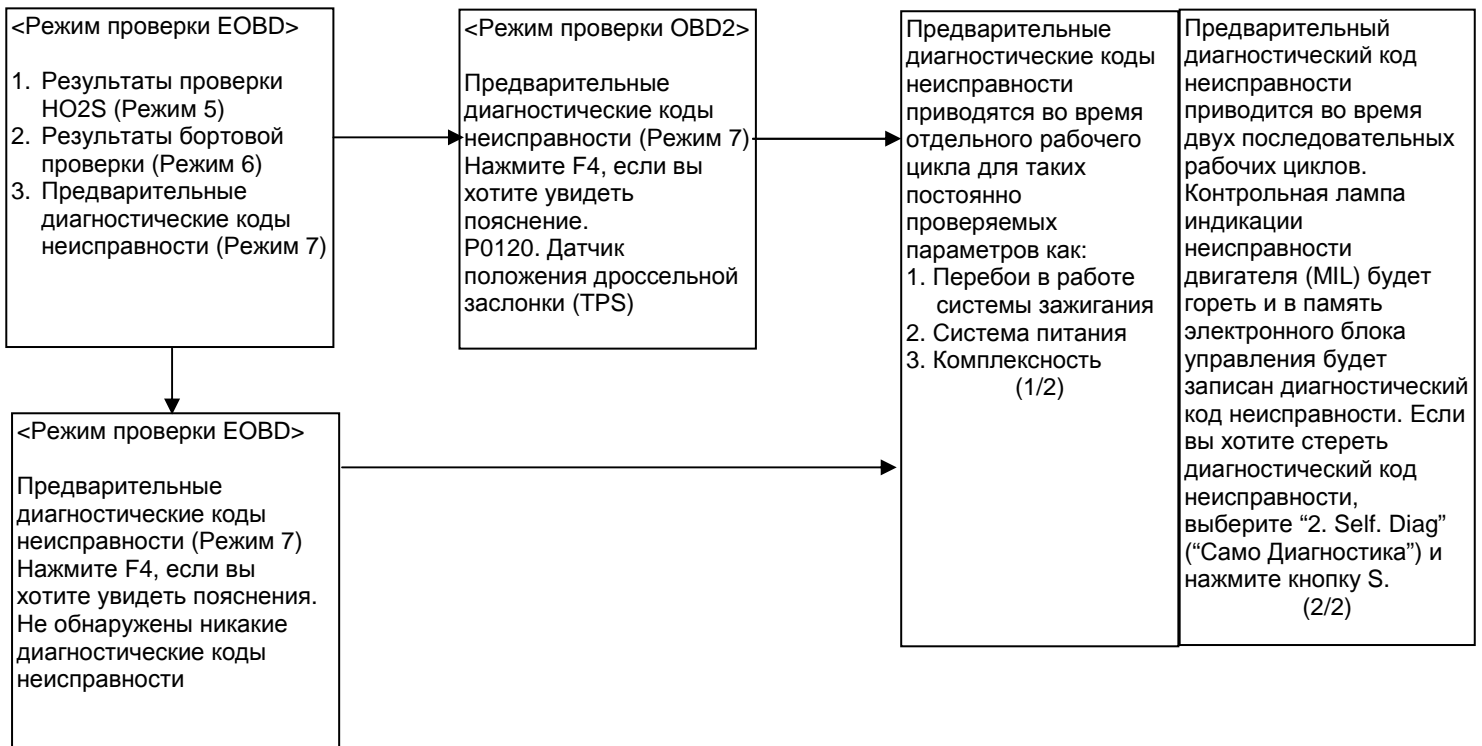 <Режим проверки EOBD>
1. Результаты проверки
HO2S (Режим 5)
2. Результаты бортовой
проверки (Режим 6)
3. Предварительные
диагностические коды
неисправности (Режим 7)
<Режим проверки OBD2>
Предварительные
диагностические коды
неисправности (Режим 7)
Нажмите F4, если вы
хотите увидеть
пояснение.
P0120. Датчик
положения дроссельной
заслонки (TPS)
Предварительные
диагностические коды
неисправности
приводятся во время
отдельного рабочего
цикла для таких
постоянно
проверяемых
параметров как:
1. Перебои в работе
системы зажигания
2. Система питания
3. Комплексность
(1/2)
Предварительный
диагностический код
неисправности
приводится во время
двух последовательных
рабочих циклов.
Контрольная лампа
индикации
неисправности
двигателя (MIL) будет
гореть и в память
электронного блока
управления будет
записан диагностический
код неисправности. Если
вы хотите стереть
диагностический код
неисправности,
выберите “2. Self. Diag”
(“Само Диагностика”) и
нажмите кнопку S.
(2/2)
<Режим проверки EOBD>
Предварительные
диагностические коды
неисправности (Режим 7)
Нажмите F4, если вы
хотите увидеть пояснения.
Не обнаружены никакие
диагностические коды
неисправности